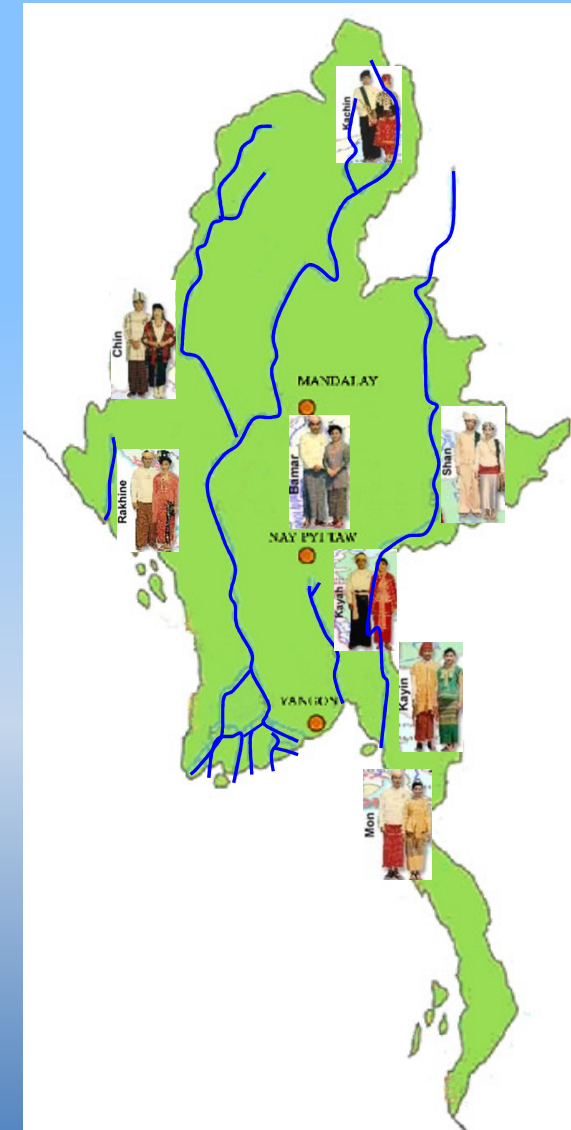 Kachin
Chin
MANDALAY
Bamar
Shan
Rakhine
NAY PYI TAW
Kayah
Kayin
YANGON
Mon